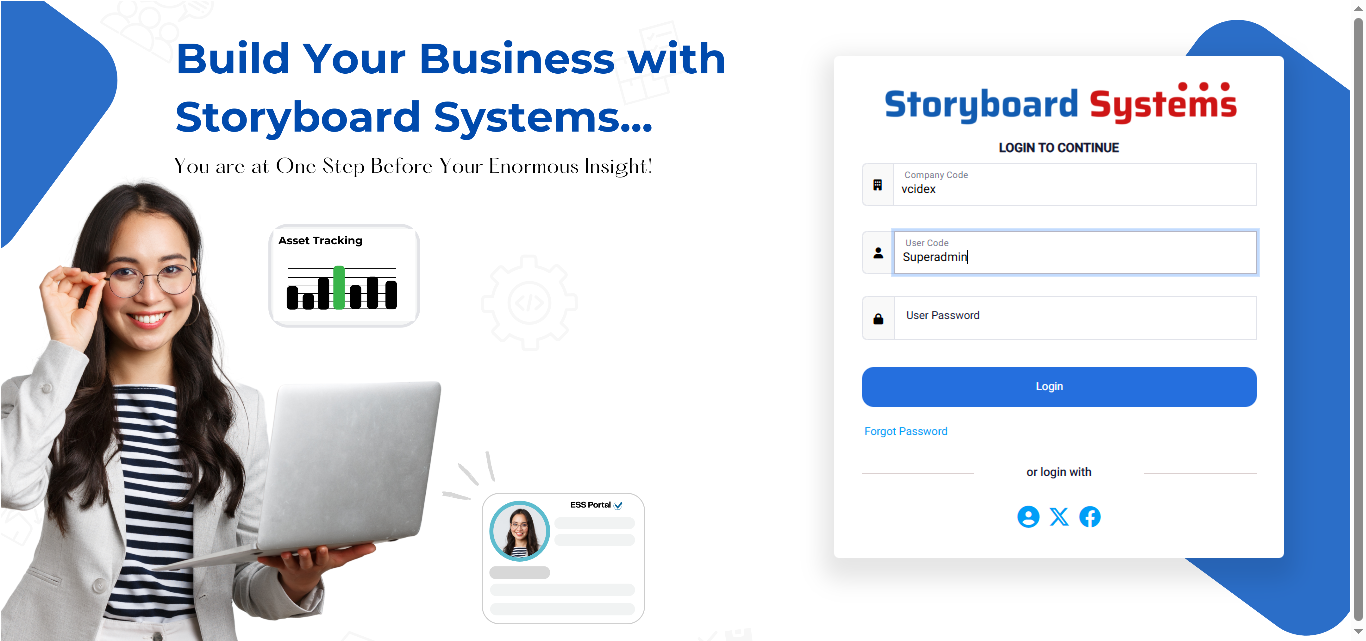 Build Your Business with
Storyboard Systems...
You are at One Step Before Your Enormous Insight!
Asset Tracking
ESS Portal
Storyboard Systems
LOGIN TO CONTINUE
Company Code
vcidex
User Code
Superadmin
User Password
Login
Forgot Password
or login with